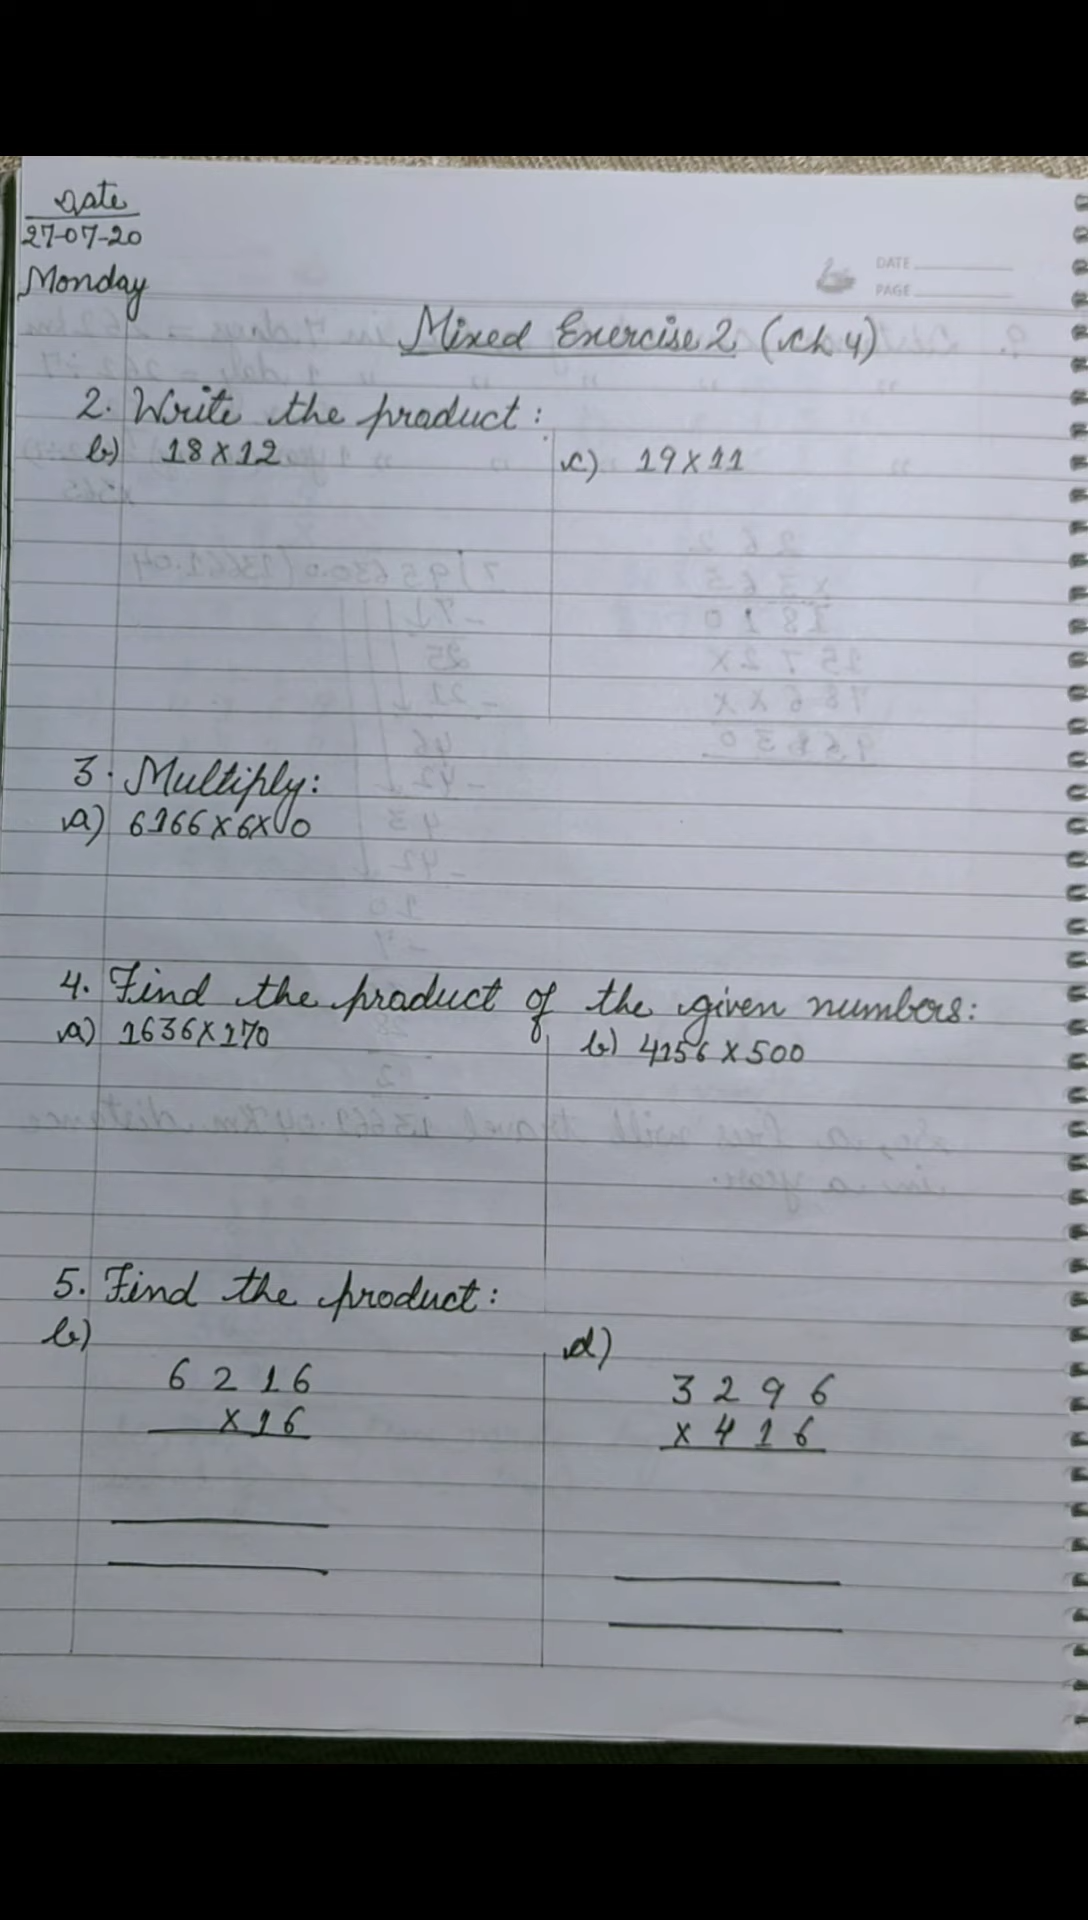 Date
27-07-20
Monday
DATE
PAGE
Mixed Exercise 2 (Ch 4)
2. Write the product:
b) 18 x 12 c) 19 x 11
3. Multiply:
a) 6166 x 6 x 0
4. Find the product of the given numbers:
a) 1636 x 170 b) 4156 x 500
5. Find the product:
b) d)
6 2 1 6 3 2 9 6
x 1 6 x 4 1 6